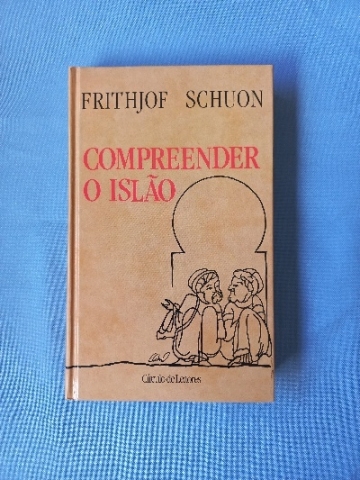 FRITHJOF SCHUON
COMPREENDER
O ISLÃO
Círculo de Leitores